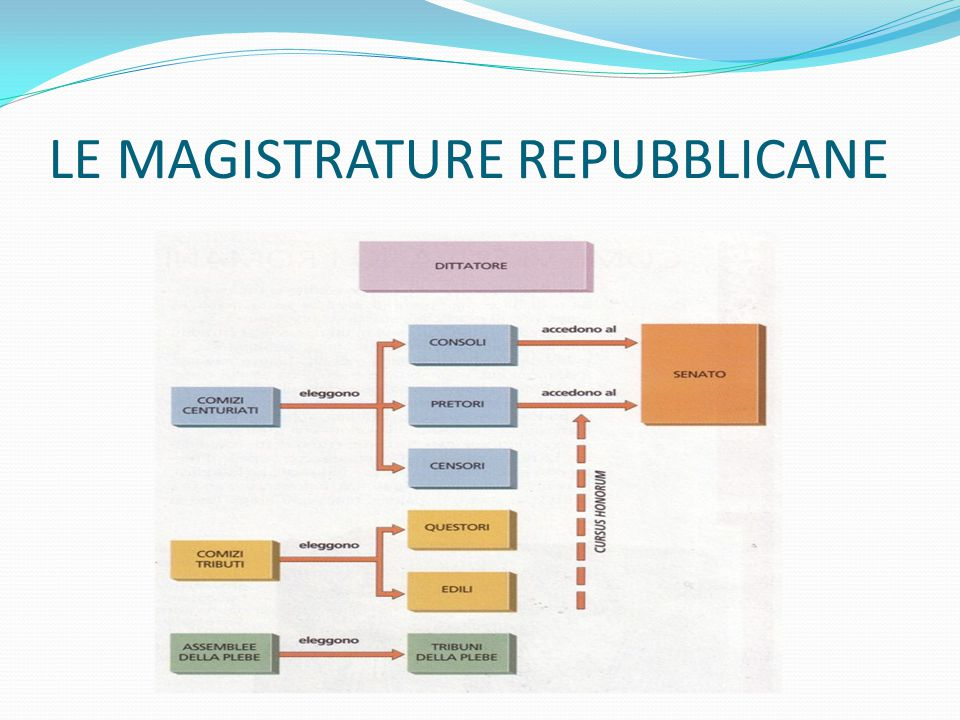 LE MAGISTRATURE REPUBBLICANE
DITTATORE
CONSOLI
accedono al
SENATO
COMIZI
CENTURIATI
eleggono
PRETORI
accedono al
CENSORI
CURSUS HONORUM
QUESTORI
COMIZI
TRIBUTI
eleggono
EDILI
ASSEMBLEE
DELLA PLEBE
eleggono
TRIBUNI
DELLA PLEBE